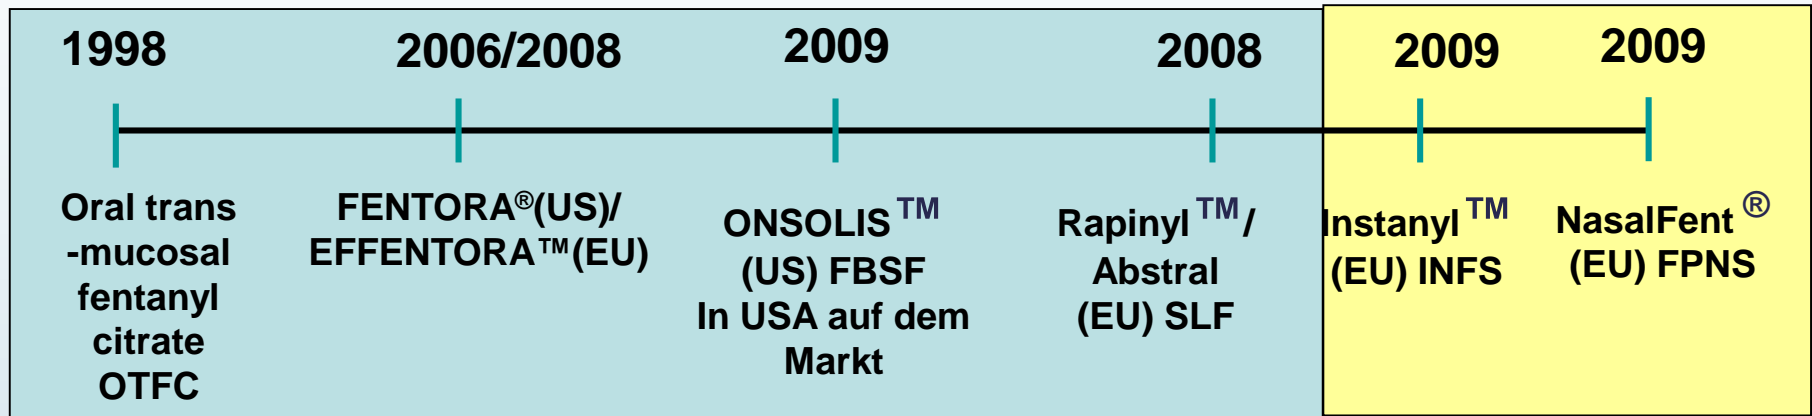 1998
Oral trans
-mucosal
fentanyl
citrate
OTFC
2006/2008
FENTORA®(US)/
EFFENTORA™(EU)
2009
ONSOLIS™
(US) FBSF
In USA auf dem
Markt
2008
Rapinyl™/
Abstral
(EU) SLF
2009
Instanyl™
(EU) INFS
2009
NasalFent®
(EU) FPNS